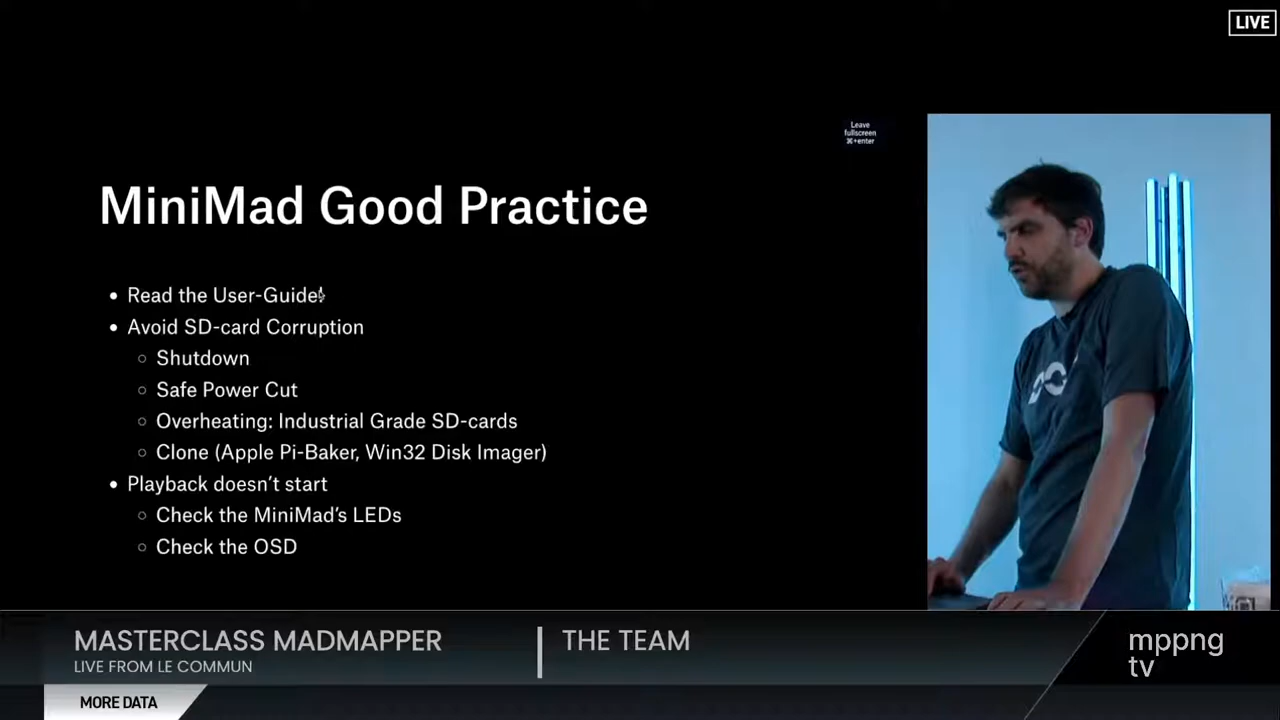 LIVE
Leave
fullscreen
⌘+enter
MiniMad Good Practice
• Read the User-Guide!
• Avoid SD-card Corruption
○ Shutdown
○ Safe Power Cut
○ Overheating: Industrial Grade SD-cards
○ Clone (Apple Pi-Baker, Win32 Disk Imager)
• Playback doesn't start
○ Check the MiniMad's LEDs
○ Check the OSD
MASTERCLASS MADMAPPER
LIVE FROM LE COMMUN
THE TEAM
mppng
tv
MORE DATA